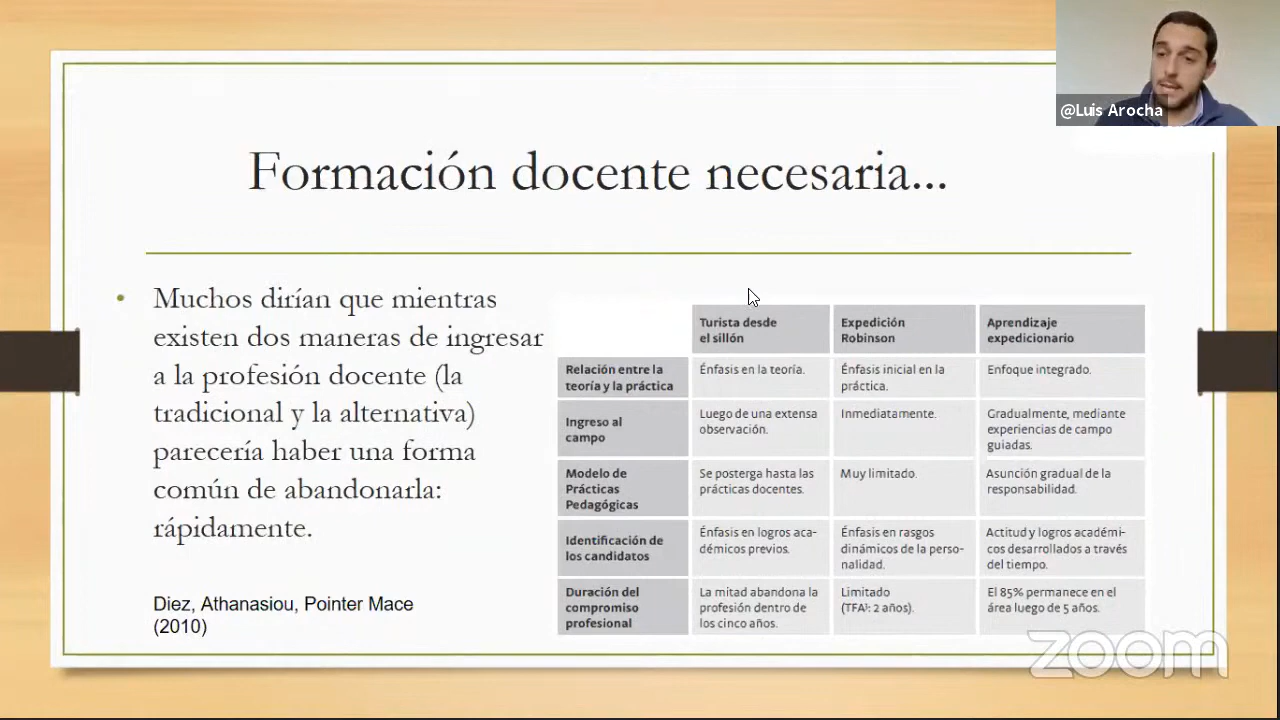 @Luis Arocha
Formación docente necesaria...
• Muchos dirían que mientras
existen dos maneras de ingresar
a la profesión docente (la
tradicional y la alternativa)
parecería haber una forma
común de abandonarla:
rápidamente.
Diez, Athanasiou, Pointer Mace
(2010)
Turista desde
el sillón
Expedición
Robinson
Aprendizaje
expedicionario
Relación entre la
teoría y la práctica
Énfasis en la teoría.
Énfasis inicial en la
práctica.
Enfoque integrado.
Ingreso al
campo
Luego de una extensa
observación.
Inmediatamente.
Gradualmente, mediante
experiencias de campo
guiadas.
Modelo de
Prácticas
Pedagógicas
Se posterga hasta las
prácticas docentes.
Muy limitado.
Asunción gradual de la
responsabilidad.
Identificación de
los candidatos
Énfasis en logros aca-
démicos previos.
Énfasis en rasgos
dinámicos de la perso-
nalidad.
Actitud y logros académi-
cos desarrollados a través
del tiempo.
Duración del
compromiso
profesional
La mitad abandona la
profesión dentro de
los cinco años.
Limitado
(TFA¹: 2 años).
El 85% permanece en el
área luego de 5 años.
zoom